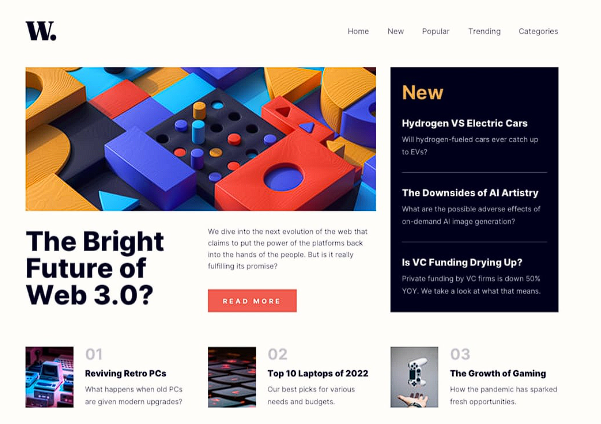 W.
Home New Popular Trending Categories
New
Hydrogen VS Electric Cars
Will hydrogen-fueled cars ever catch up
to EVs?
The Downsides of AI Artistry
What are the possible adverse effects of
on-demand AI image generation?
Is VC Funding Drying Up?
Private funding by VC firms is down 50%
YOY. We take a look at what that means.
The Bright
Future of
Web 3.0?
We dive into the next evolution of the web that
claims to put the power of the platforms back
into the hands of the people. But is it really
fulfilling its promise?
READ MORE
01
Reviving Retro PCs
What happens when old PCs
are given modern upgrades?
02
Top 10 Laptops of 2022
Our best picks for various
needs and budgets.
03
The Growth of Gaming
How the pandemic has sparked
fresh opportunities.